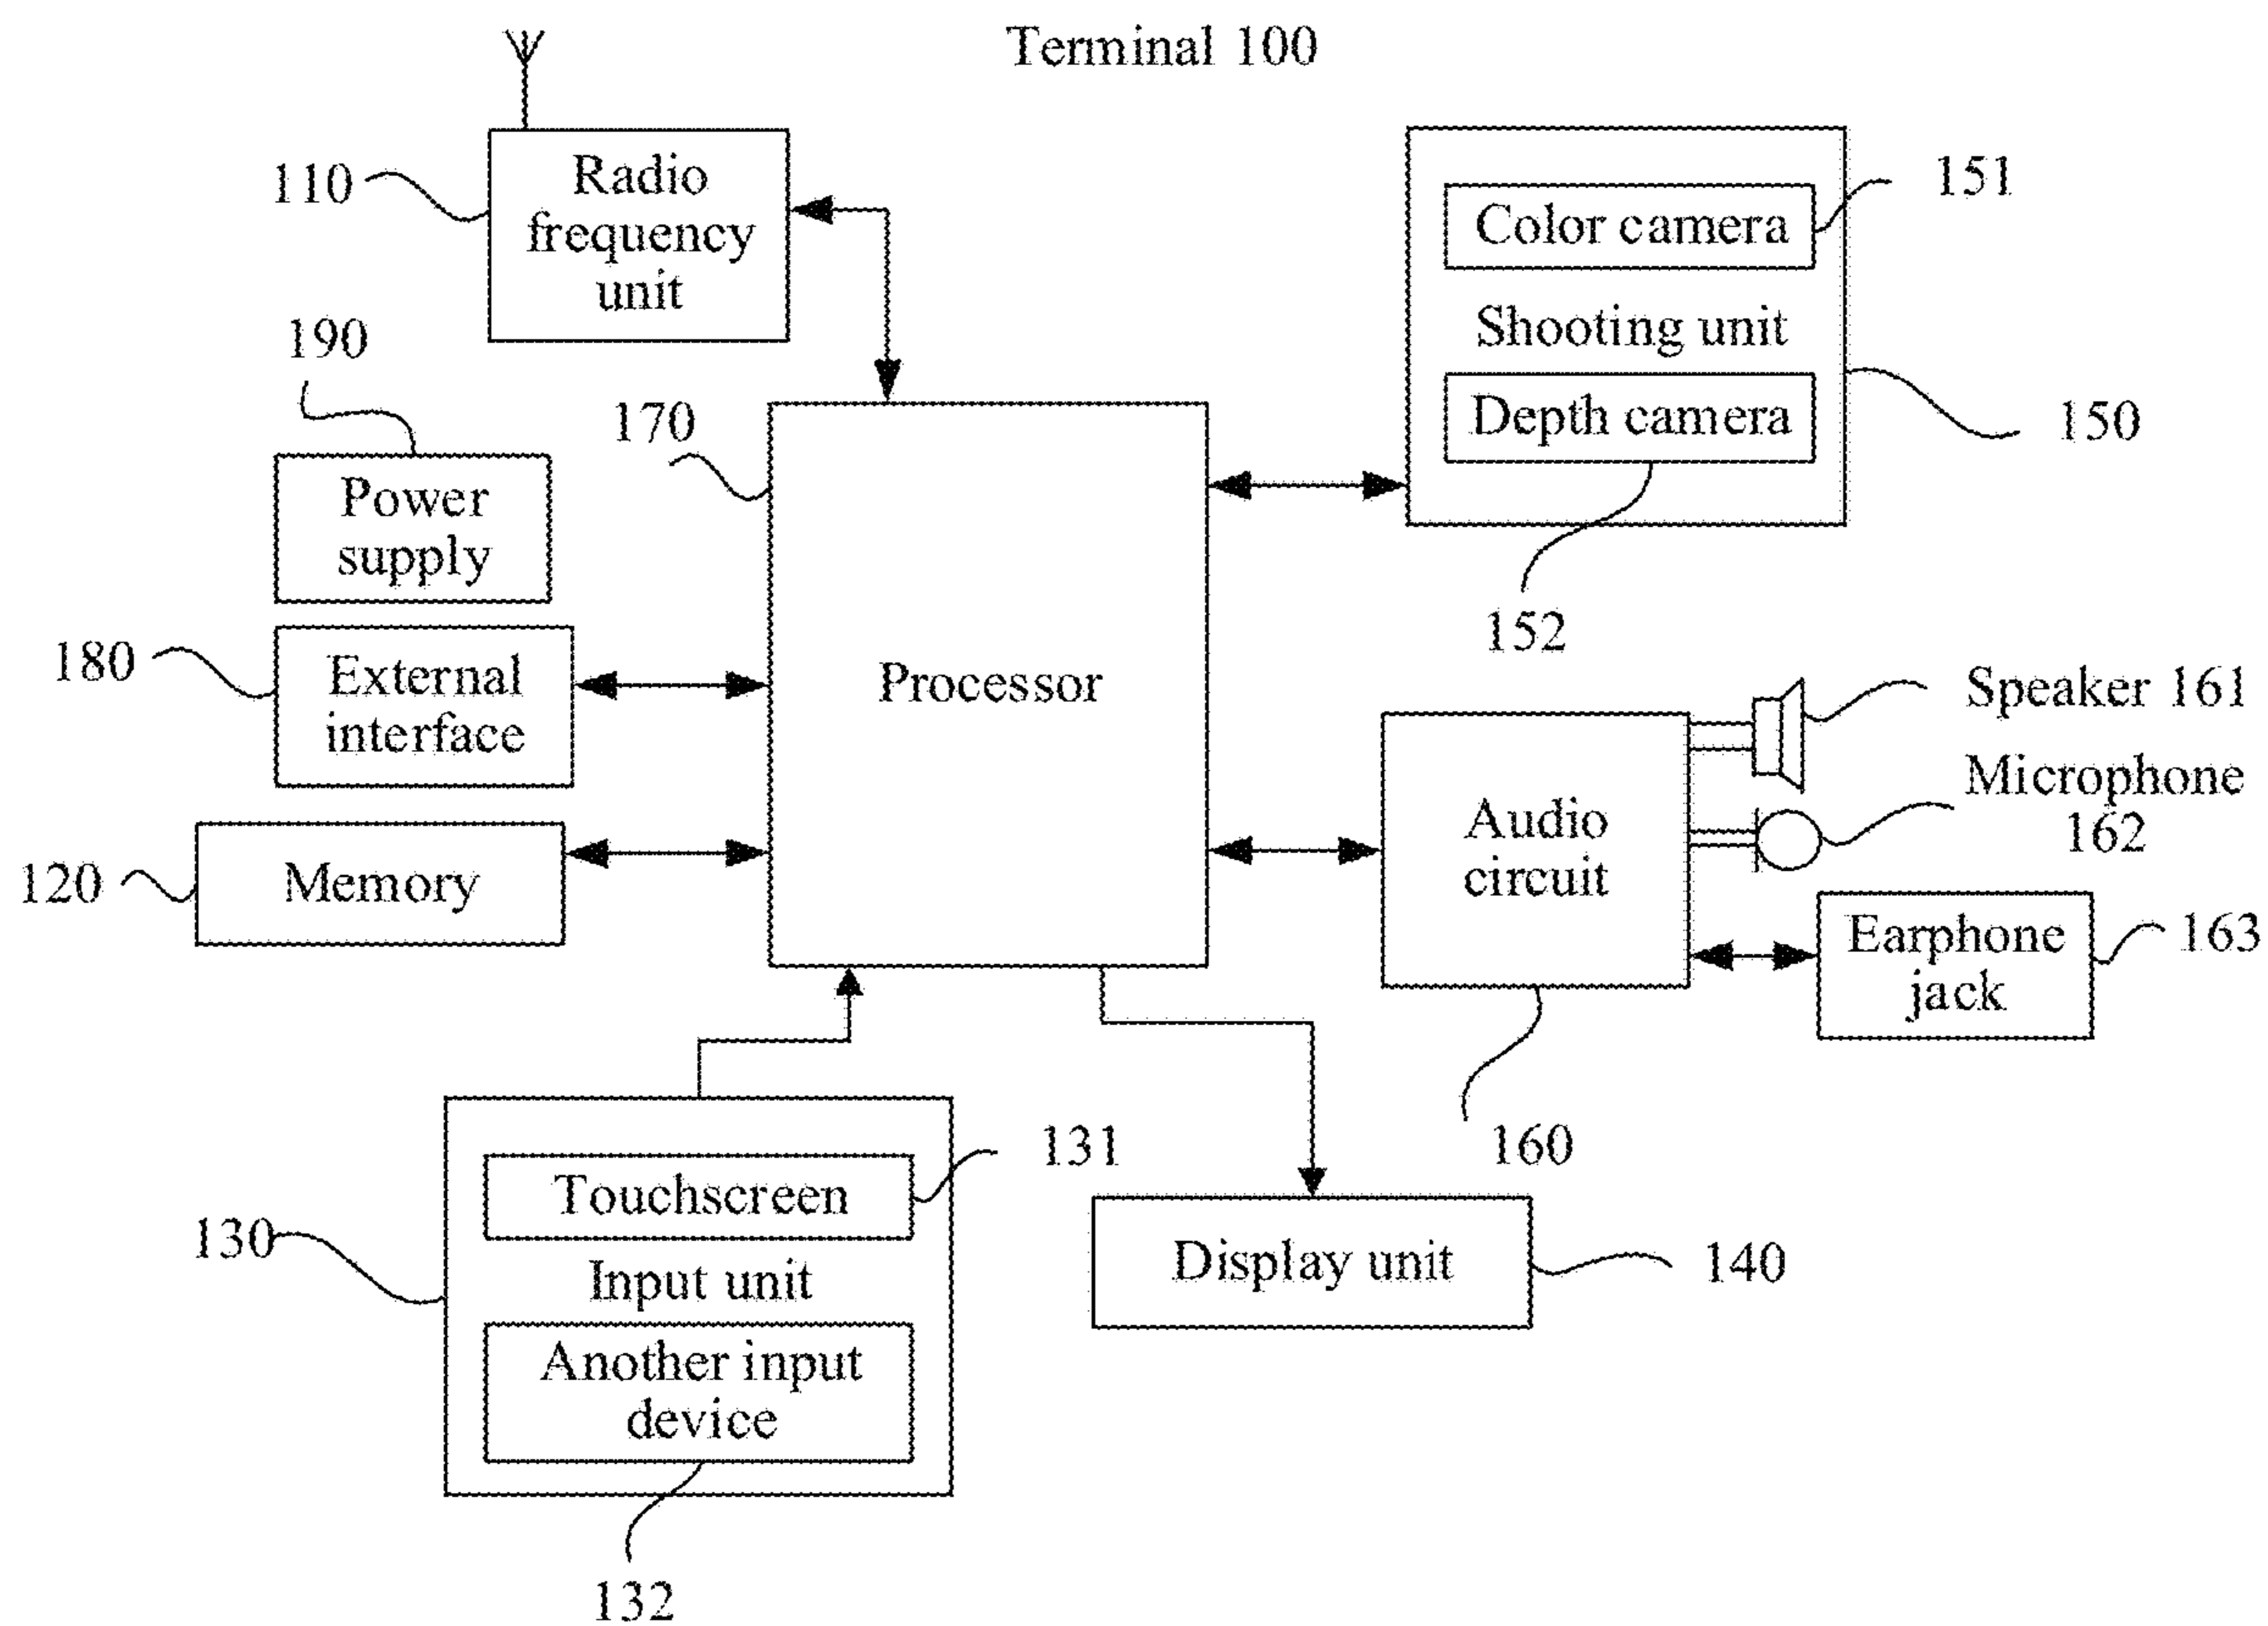 Terminal 100
110
Radio
frequency
unit
151
Color camera
Shooting unit
Depth camera
150
152
190
Power
supply
170
Processor
180
External
interface
120
Memory
Speaker 161
Microphone
162
Audio
circuit
Earphone
jack
163
160
131
Touchscreen
130
Input unit
Another input
device
132
Display unit
140